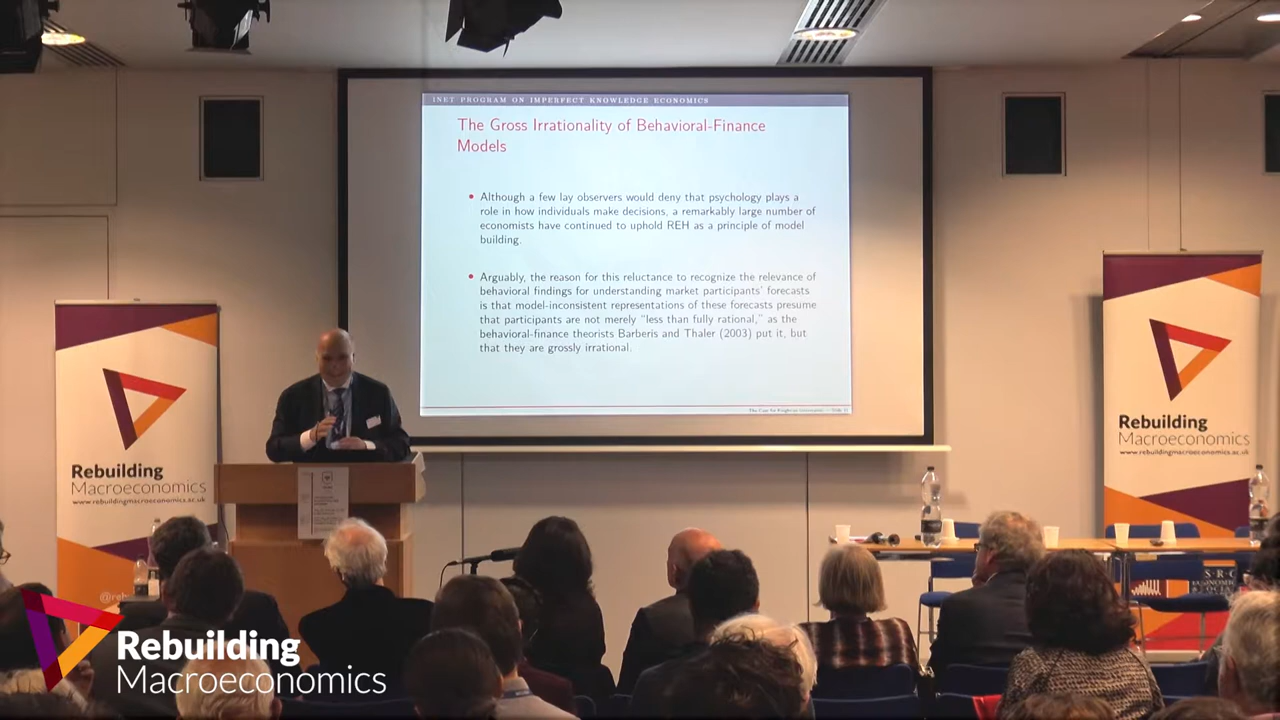 INET PROGRAM ON IMPERFECT KNOWLEDGE ECONOMICS
The Gross Irrationality of Behavioral-Finance
Models
Although a few lay observers would deny that psychology plays a
role in how individuals make decisions, a remarkably large number of
economists have continued to uphold REH as a principle of model
building.
Arguably, the reason for this reluctance to recognize the relevance of
behavioral findings for understanding market participants' forecasts
is that model-inconsistent representations of these forecasts presume
that participants are not merely "less than fully rational," as the
behavioral-finance theorists Barberis and Thaler (2003) put it, but
that they are grossly irrational.
Rebuilding
Macroeconomics
www.rebuildingmacroeconomics.ac.uk
@reb
Rebuilding
Macroeconomics
www.rebuildingmacroeconomics.ac.uk
Rebuilding
Macroeconomics